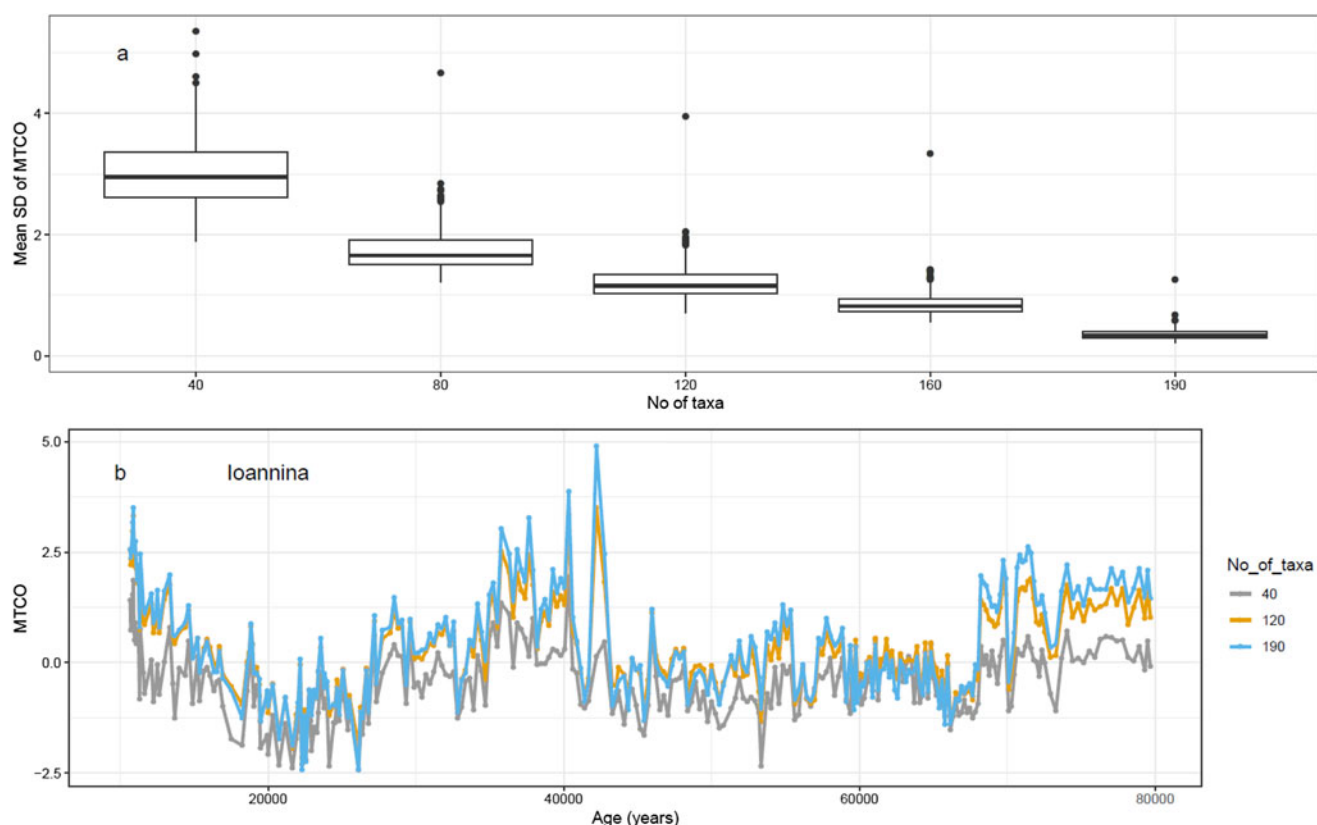 a
Mean SD of MTCO
4
2
0
40 80 120 160 190
No of taxa
b Ioannina
MTCO
5.0
2.5
0.0
−2.5
20000 40000 60000 80000
Age (years)
No_of_taxa
40
120
190